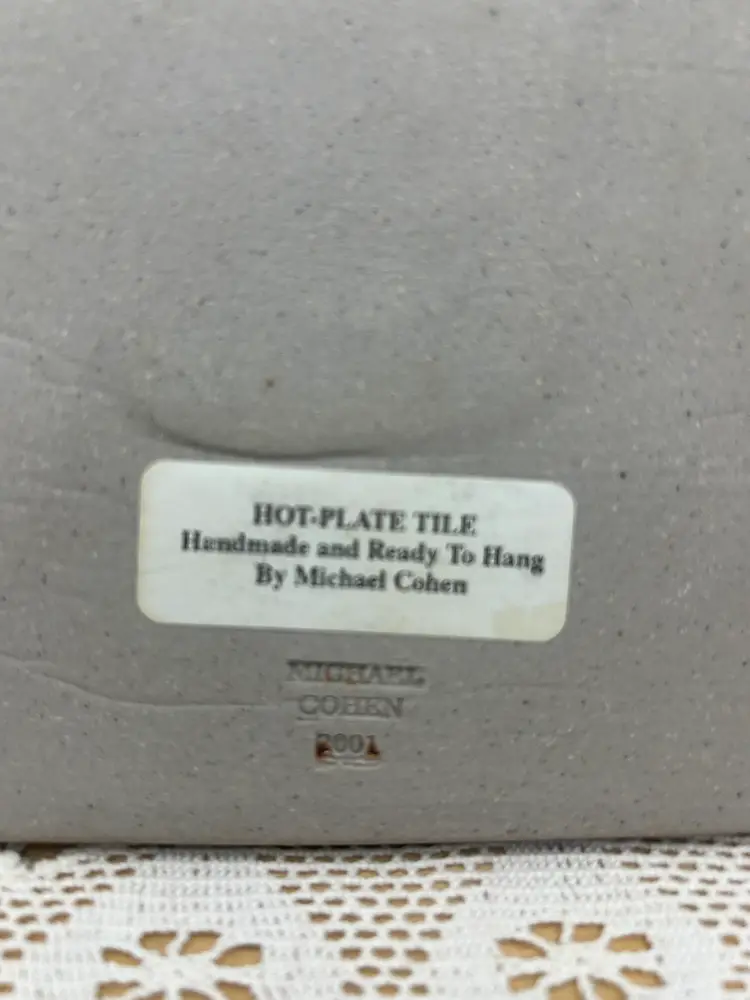 HOT-PLATE TILE
Handmade and Ready To Hang
By Michael Cohen
MICHAEL
COHEN
2001